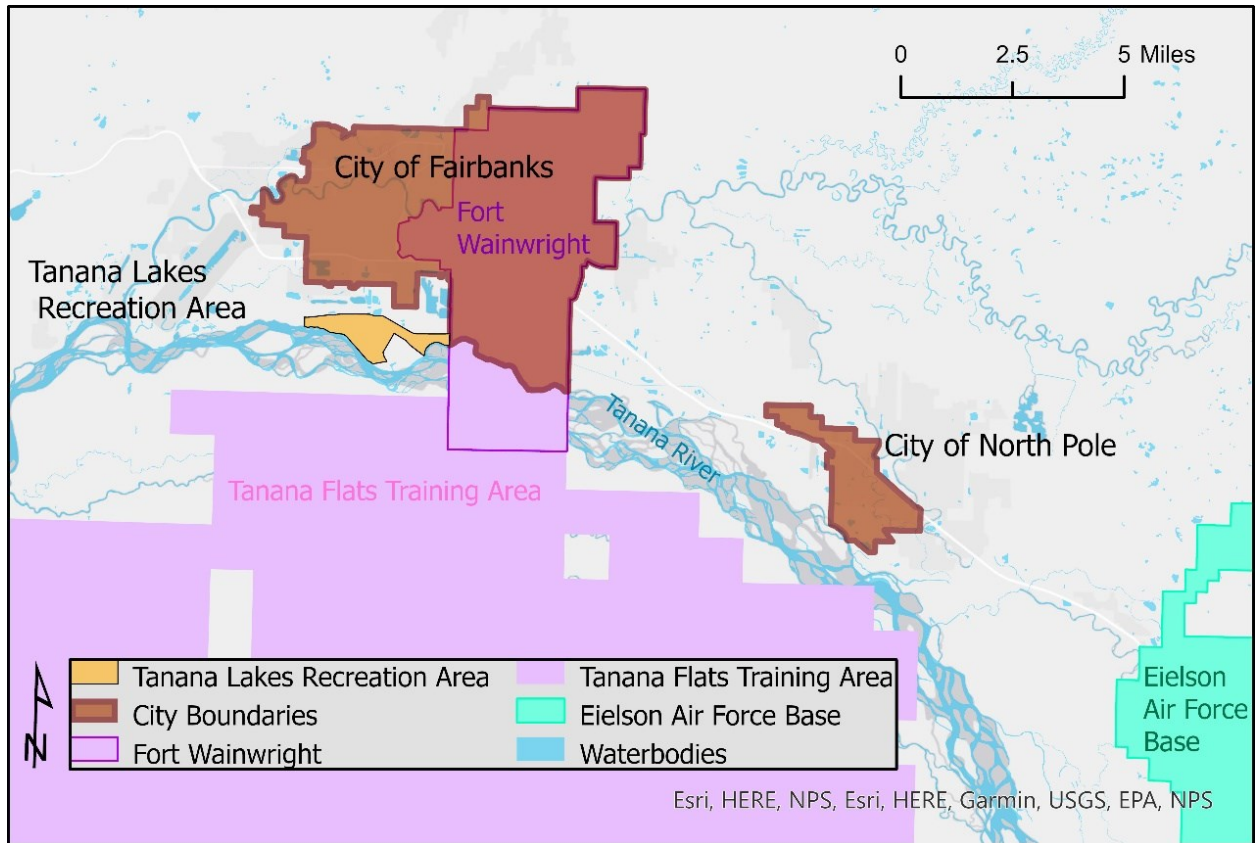 0 2.5 5 Miles
City of Fairbanks
Fort
Wainwright
Tanana Lakes
Recreation Area
Tanana River
City of North Pole
Tanana Flats Training Area
Eielson
Air Force
Base
Tanana Lakes Recreation Area
City Boundaries
Fort Wainwright
Tanana Flats Training Area
Eielson Air Force Base
Waterbodies
N
Esri, HERE, NPS, Esri, HERE, Garmin, USGS, EPA, NPS